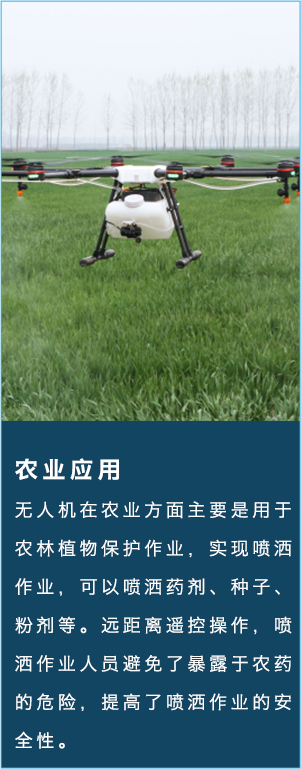 农业应用
无人机在农业方面主要是用于
农林植物保护作业，实现喷洒
作业，可以喷洒药剂、种子、
粉剂等。远距离遥控操作，喷
洒作业人员避免了暴露于农药
的危险，提高了喷洒作业的安
全性。